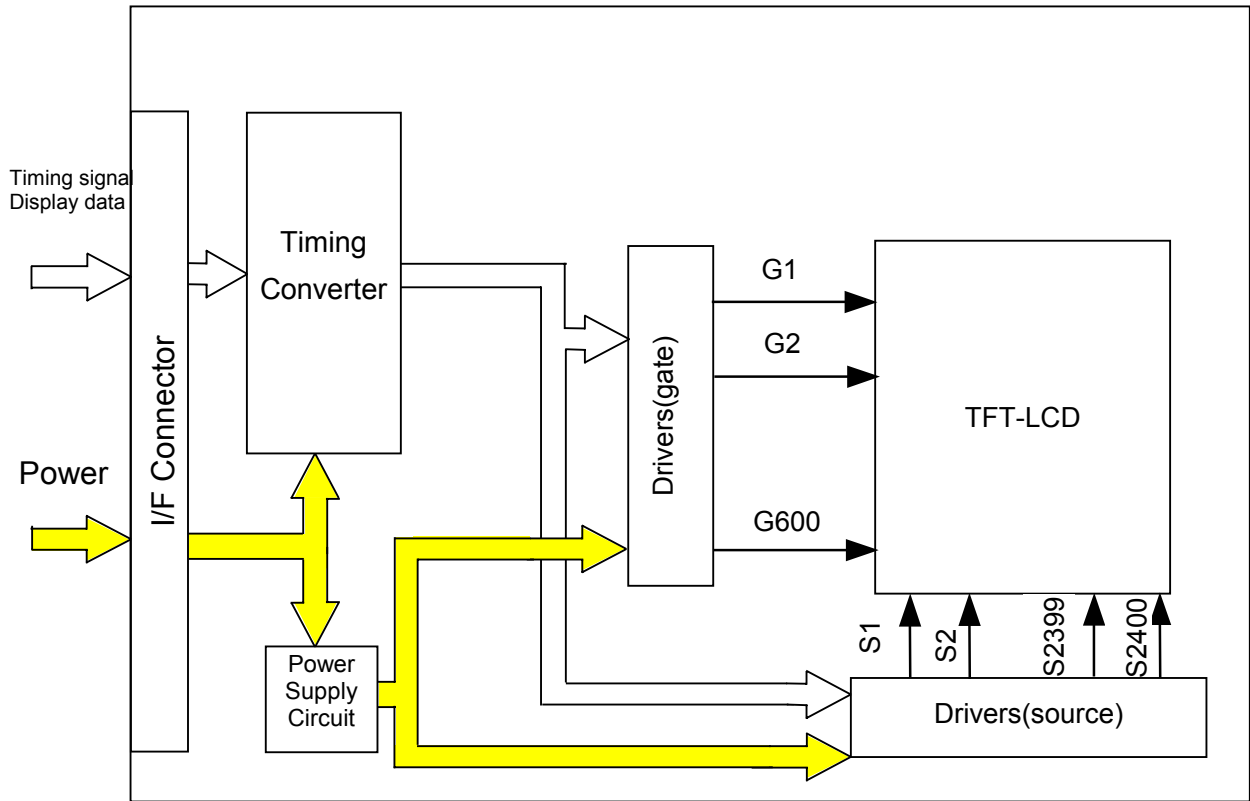 Timing signal
Display data
Power
I/F Connector
Timing
Converter
Power
Supply
Circuit
Drivers(gate)
G1
G2
G600
TFT-LCD
S1
S2
S2399
S2400
Drivers(source)